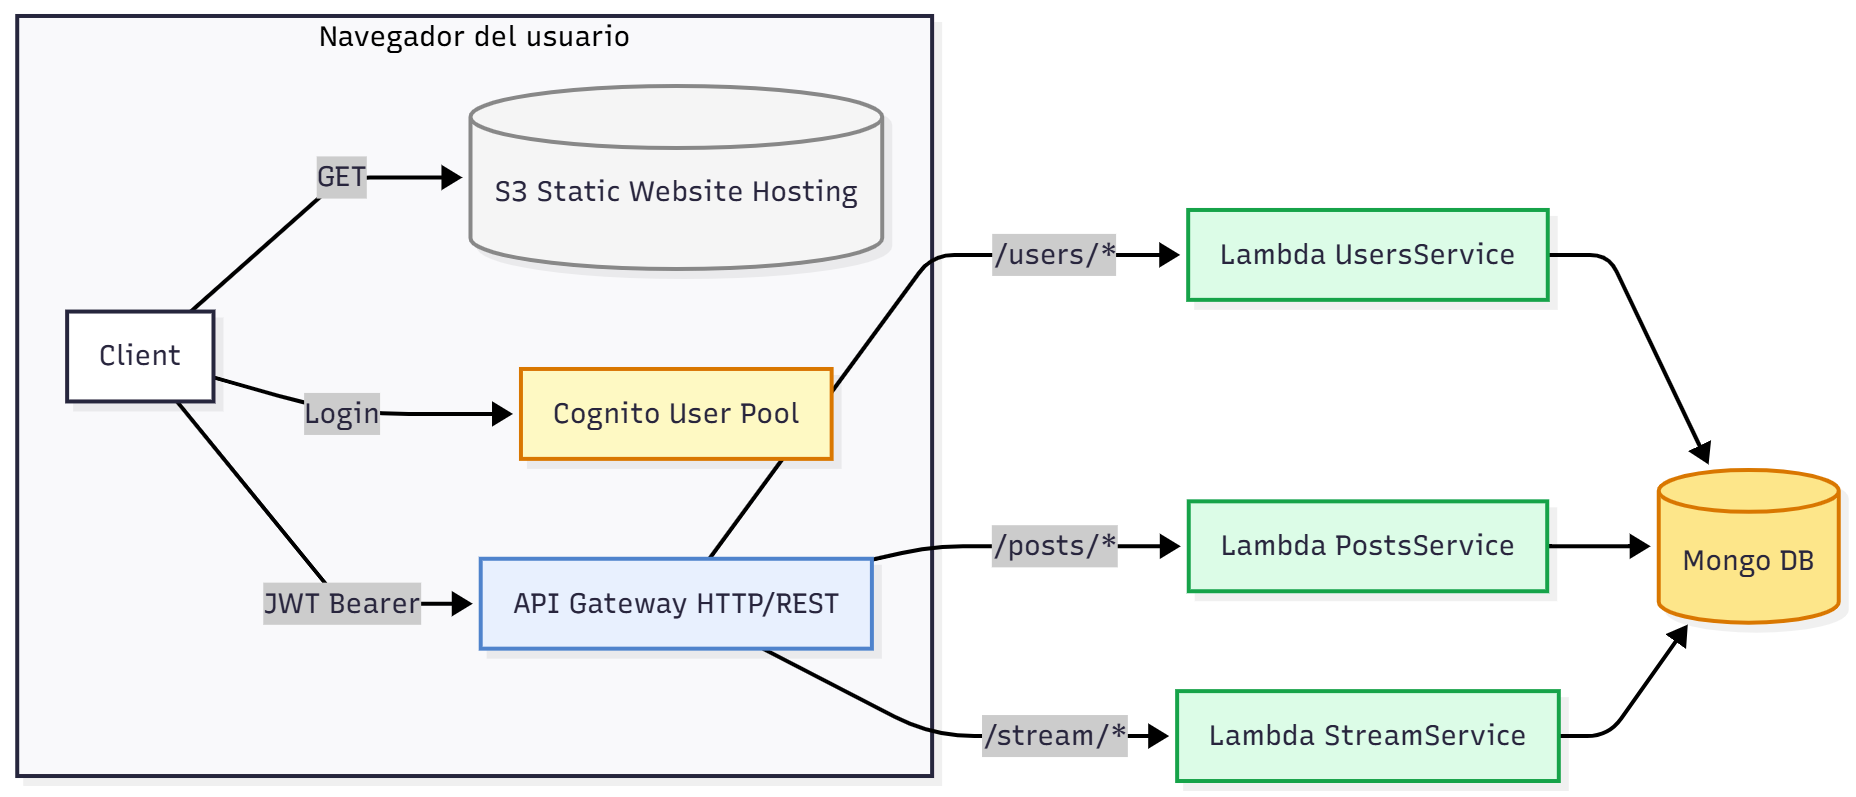 Navegador del usuario
GET
S3 Static Website Hosting
/users/*
Lambda UsersService
Client
Login
Cognito User Pool
/posts/*
Lambda PostsService
Mongo DB
JWT Bearer
API Gateway HTTP/REST
/stream/*
Lambda StreamService